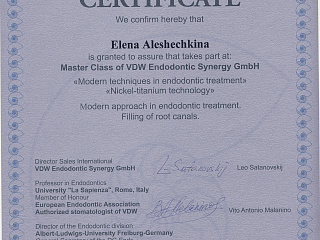 CERTIFICATE
We confirm hereby that
Elena Aleshechkina
is granted to assure that takes part at:
Master Class of VDW Endodontic Synergy GmbH
«Modern techniques in endodontic treatment»
«Nickel-titanium technology»
Modern approach in endodontic treatment.
Filling of root canals.
Director Sales International
VDW Endodontic Synergy GmbH
Leo Satanovskij
Professor in Endodontics
University "La Sapienza", Rome, Italy
Member of Honour
European Endodontic Association
Authorized stomatologist of VDW
Vito Antonio Malagnino
Director of the Endodontic division
Albert-Ludwigs-University Freiburg-Germany